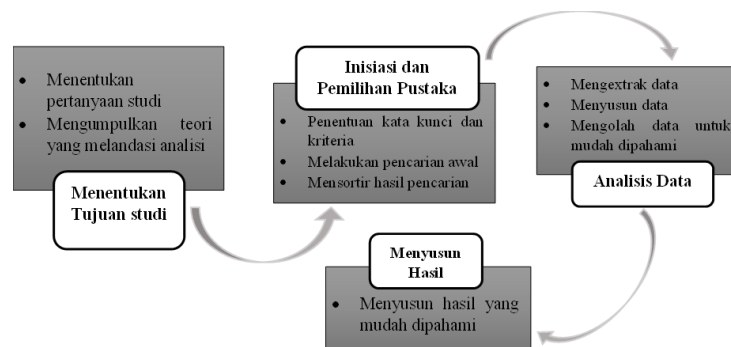 • Menentukan
pertanyaan studi
• Mengumpulkan teori
yang melandasi analisi
Menentukan
Tujuan studi
Inisiasi dan
Pemilihan Pustaka
• Penentuan kata kunci dan
kriteria
• Melakukan pencarian awal
• Mensortir hasil pencarian
• Mengextrak data
• Menyusun data
• Mengolah data untuk
mudah dipahami
Analisis Data
Menyusun
Hasil
• Menyusun hasil yang
mudah dipahami